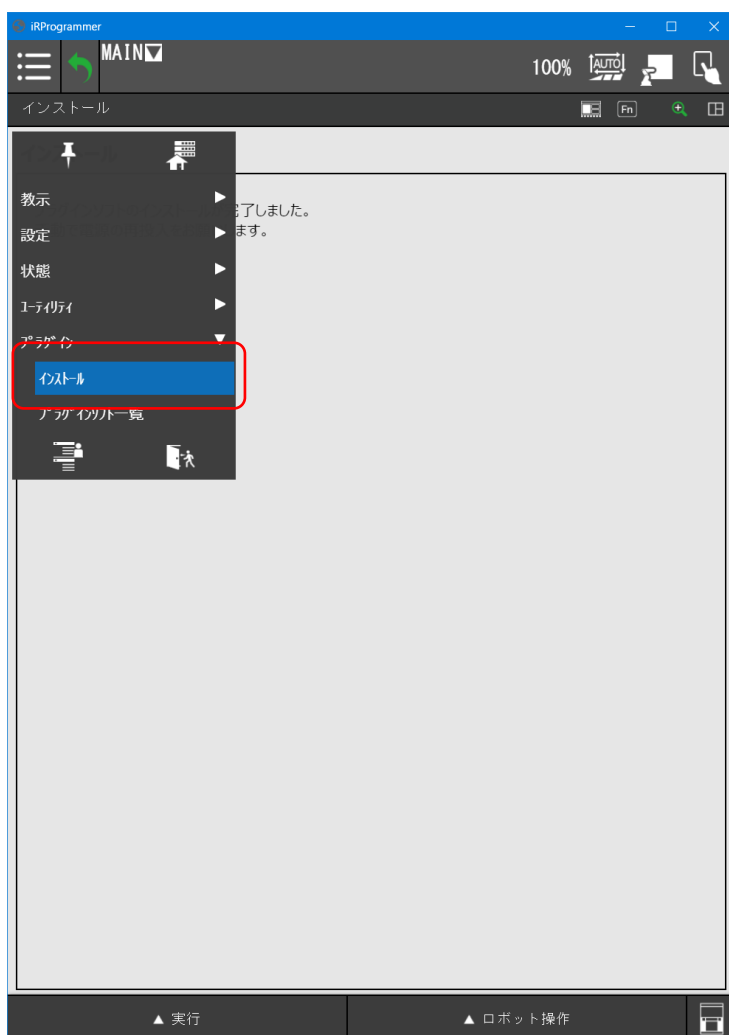 iRProgrammer
MAIN
100%
AUTO
インストール
Fn
教示
設定
状態
ﾕｰﾃｨﾘﾃｨ
ﾌﾟﾗｸﾞｲﾝ
ｲﾝｽﾄｰﾙ
ﾌﾟﾗｸﾞｲﾝｿﾌﾄ一覧
完了しました。
ます。
▲ 実行
▲ ロボット操作